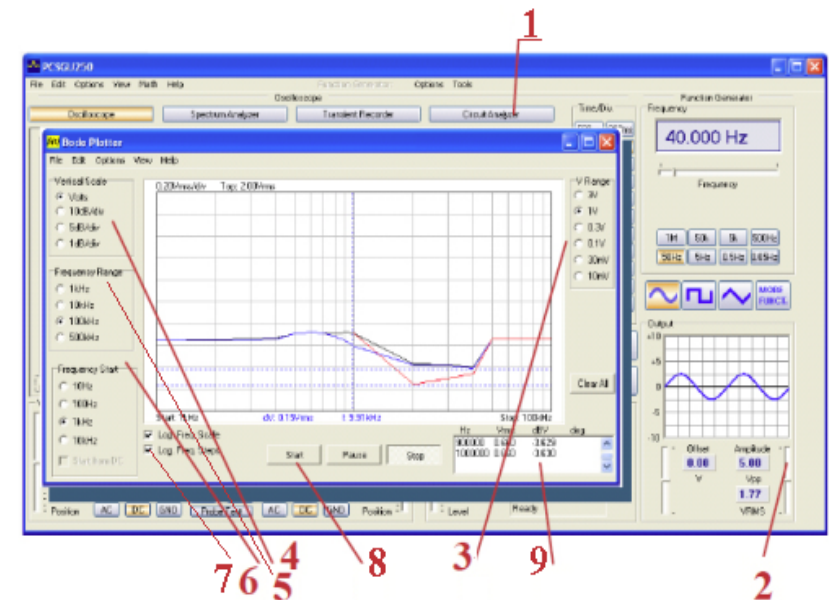 1
PCSGU250
File Edit Options View Math Help Function Generator Options Tools
Oscilloscope
Oscilloscope Spectrum Analyzer Transient Recorder Circuit Analyzer
Time/Div.
Function Generator
Frequency
40.000 Hz
Frequency
1M 50k 5k 500Hz
50Hz 5Hz 0.5Hz 0.05Hz
MORE
FUNCT.
Output
+10
+5
0
-5
-10
Offset Amplitude
0.00 5.00
V Vpp
1.77
VRMS
Bode Plotter
File Edit Options View Help
Vertical Scale
Volts
10dB/div
5dB/div
1dB/div
Frequency Range
1kHz
10kHz
100kHz
500kHz
Frequency Start
10Hz
100Hz
1kHz
10kHz
Start from DC
0.20Vrms/div Top: 2.00Vrms
V Range
3V
1V
0.3V
0.1V
30mV
10mV
Clear All
Start: 1kHz dV: 0.15Vrms Stop: 100kHz
Log. Freq. Scale
Log. Freq. Steps
Start Pause Stop
Hz Vrms dBV deg
Position AC DC GND Probe Test AC DC GND Position
Level Ready
7 6 5 4 8 3 9 2